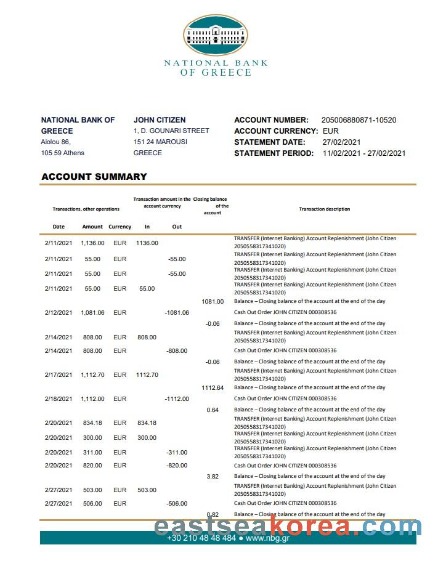 NATIONAL BANK
OF GREECE
NATIONAL BANK OF GREECE
Aiolou 86,
105 59 Athens
JOHN CITIZEN
1, D. GOUNARI STREET
151 24 MAROUSI
GREECE
ACCOUNT NUMBER: 205006880871-10520
ACCOUNT CURRENCY: EUR
STATEMENT DATE: 27/02/2021
STATEMENT PERIOD: 11/02/2021 - 27/02/2021
ACCOUNT SUMMARY
Transactions, other operations
Transaction amount in the account currency
Closing balance of the account
Transaction description
Date Amount Currency In Out
2/11/2021 1,136.00 EUR 1136.00 TRANSFER (Internet Banking) Account Replenishment (John Citizen
2050558317341020)
2/11/2021 55.00 EUR -55.00 TRANSFER (Internet Banking) Account Replenishment (John Citizen
2050558317341020)
2/11/2021 55.00 EUR -55.00 TRANSFER (Internet Banking) Account Replenishment (John Citizen
2050558317341020)
2/11/2021 55.00 EUR 55.00 TRANSFER (Internet Banking) Account Replenishment (John Citizen
2050558317341020)
1081.00 Balance – Closing balance of the account at the end of the day
2/12/2021 1,081.06 EUR -1081.06 Cash Out Order JOHN CITIZEN 000308536
-0.06 Balance – Closing balance of the account at the end of the day
2/14/2021 808.00 EUR 808.00 TRANSFER (Internet Banking) Account Replenishment (John Citizen
2050558317341020)
2/14/2021 808.00 EUR -808.00 Cash Out Order JOHN CITIZEN 000308536
-0.06 Balance – Closing balance of the account at the end of the day
2/17/2021 1,112.70 EUR 1112.70 TRANSFER (Internet Banking) Account Replenishment (John Citizen
2050558317341020)
1112.64 Balance – Closing balance of the account at the end of the day
2/18/2021 1,112.00 EUR -1112.00 Cash Out Order JOHN CITIZEN 000308536
0.64 Balance – Closing balance of the account at the end of the day
2/20/2021 834.18 EUR 834.18 TRANSFER (Internet Banking) Account Replenishment (John Citizen
2050558317341020)
2/20/2021 300.00 EUR 300.00 TRANSFER (Internet Banking) Account Replenishment (John Citizen
2050558317341020)
2/20/2021 311.00 EUR -311.00 TRANSFER (Internet Banking) Account Replenishment (John Citizen
2050558317341020)
2/20/2021 820.00 EUR -820.00 Cash Out Order JOHN CITIZEN 000308536
3.82 Balance – Closing balance of the account at the end of the day
2/27/2021 503.00 EUR 503.00 TRANSFER (Internet Banking) Account Replenishment (John Citizen
2050558317341020)
2/27/2021 506.00 EUR -506.00 Cash Out Order JOHN CITIZEN 000308536
0.82 Balance – Closing balance of the account at the end of the day
eastseakorea.com
+30 210 48 48 484 ● www.nbg.gr